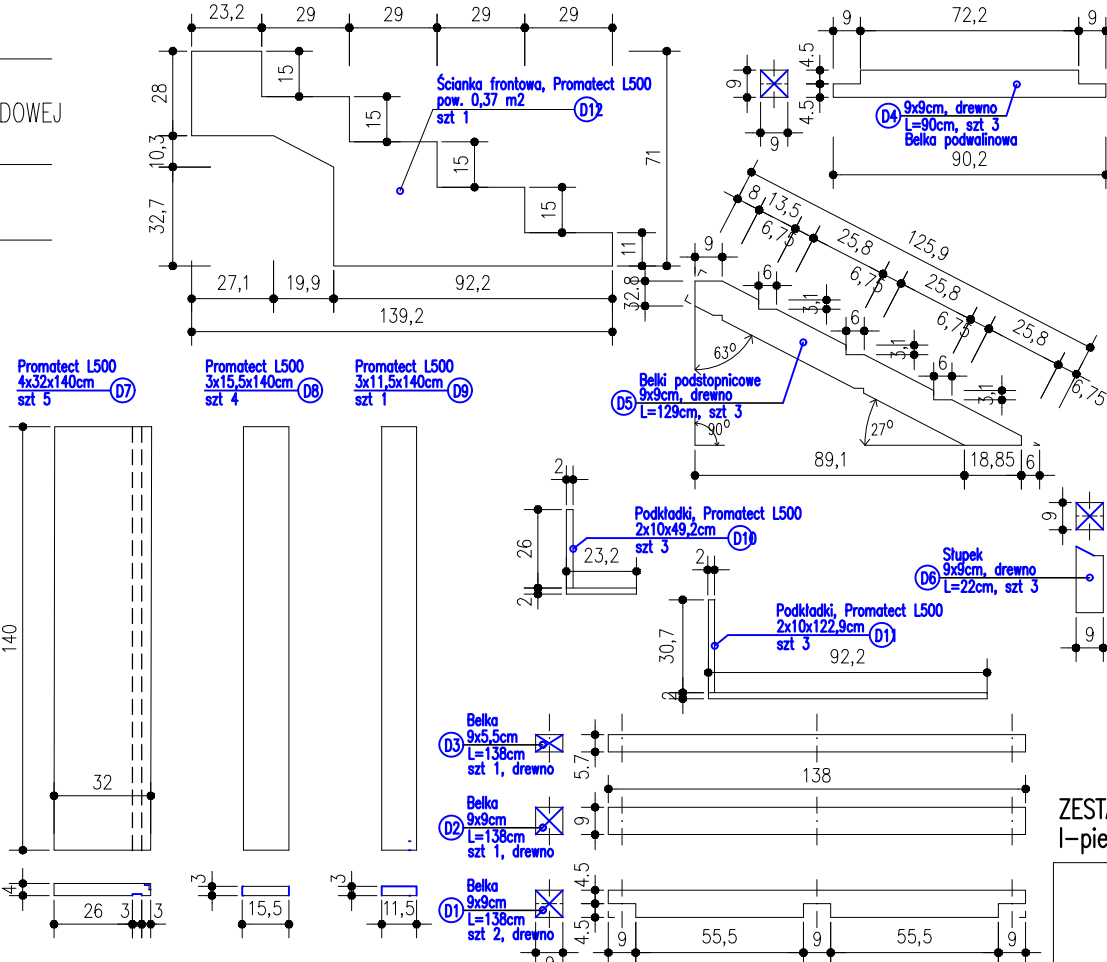 23,2 29 29 29 29
15
15
15
15
28
10,3
32,7
71
11
27,1 19,9 92,2
139,2
Ścianka frontowa, Promatect L500
pow. 0,37 m2
szt 1
D12
DOWEJ
9 72,2 9
4.5
4.5
9
9
D4
9x9cm, drewno
L=90cm, szt 3
Belka podwalinowa
90,2
8 13,5 6,75 25,8 6,75 25,8 6,75 25,8 6,75
125,9
9
32.8
6
3,1
6
3,1
6
3,1
63°
90°
27°
Belki podstopnicowe
9x9cm, drewno
L=129cm, szt 3
D5
89,1 18,85 6
Promatect L500
4x32x140cm
szt 5
D7
Promatect L500
3x15,5x140cm
szt 4
D8
Promatect L500
3x11,5x140cm
szt 1
D9
140
32
4
26 3 3
3
15,5
3
11,5
2
26
2
23,2
Podkładki, Promatect L500
2x10x49,2cm
szt 3
D10
2
30,7
2
92,2
Podkładki, Promatect L500
2x10x122,9cm
szt 3
D11
9
Słupek
9x9cm, drewno
L=22cm, szt 3
D6
9
Belka
9x5,5cm
L=138cm
szt 1, drewno
D3
5.7
138
Belka
9x9cm
L=138cm
szt 1, drewno
D2
9
Belka
9x9cm
L=138cm
szt 2, drewno
D1
4.5
4.5
9 55,5 9 55,5 9
9
ZESTA
I-pie